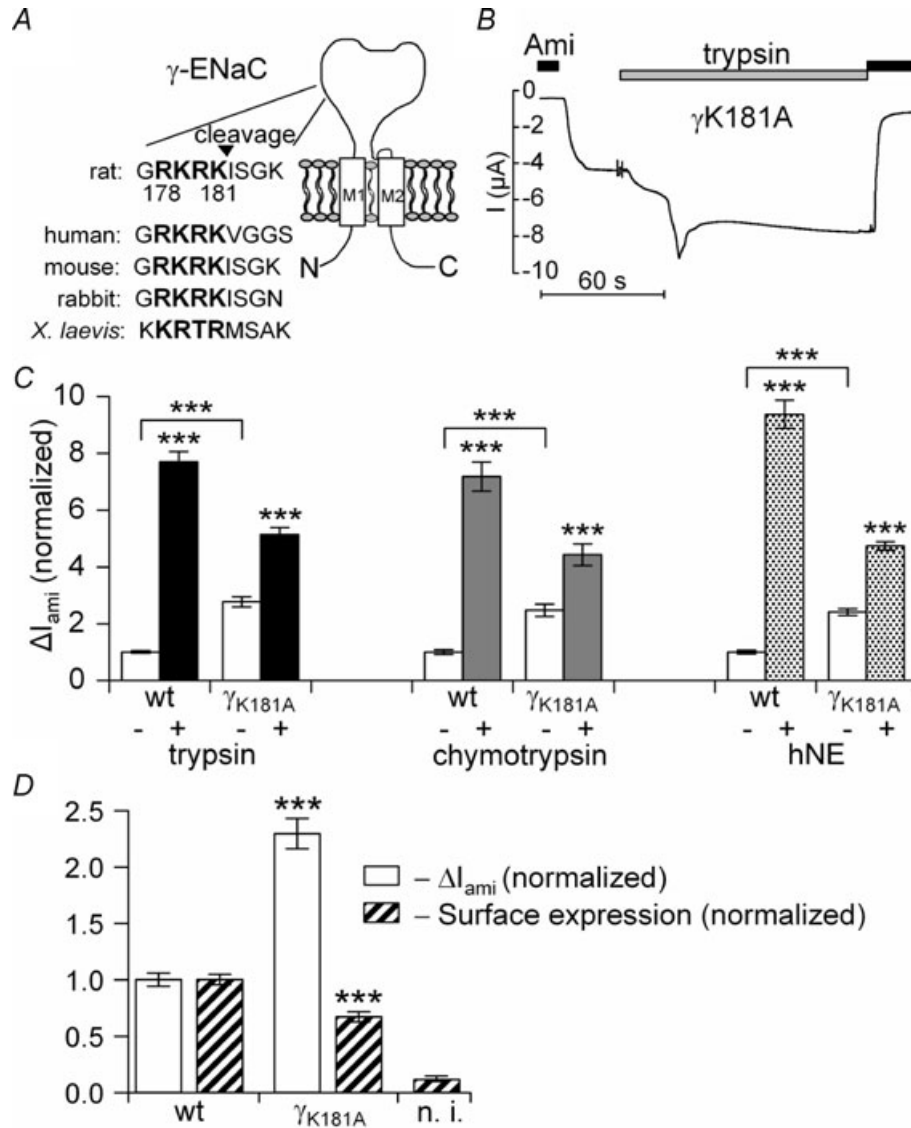 A
γ-ENaC
cleavage
rat: GRKRKISGK
178 181
human: GRKRKVGGS
mouse: GRKRKISGK
rabbit: GRKRKISGN
X. laevis: KKRTRMSAK
M1 M2
N C
B
Ami
trypsin
γK181A
0
-2
-4
-6
-8
-10
I (µA)
60 s
C
ΔIami (normalized)
10
8
6
4
2
0
*** *** ***
*** *** ***
*** *** ***
wt γK181A wt γK181A wt γK181A
- + - + - + - + - + - +
trypsin chymotrypsin hNE
D
2.5
2.0
1.5
1.0
0.5
0.0
***
***
– ΔIami (normalized)
– Surface expression (normalized)
wt γK181A n. i.